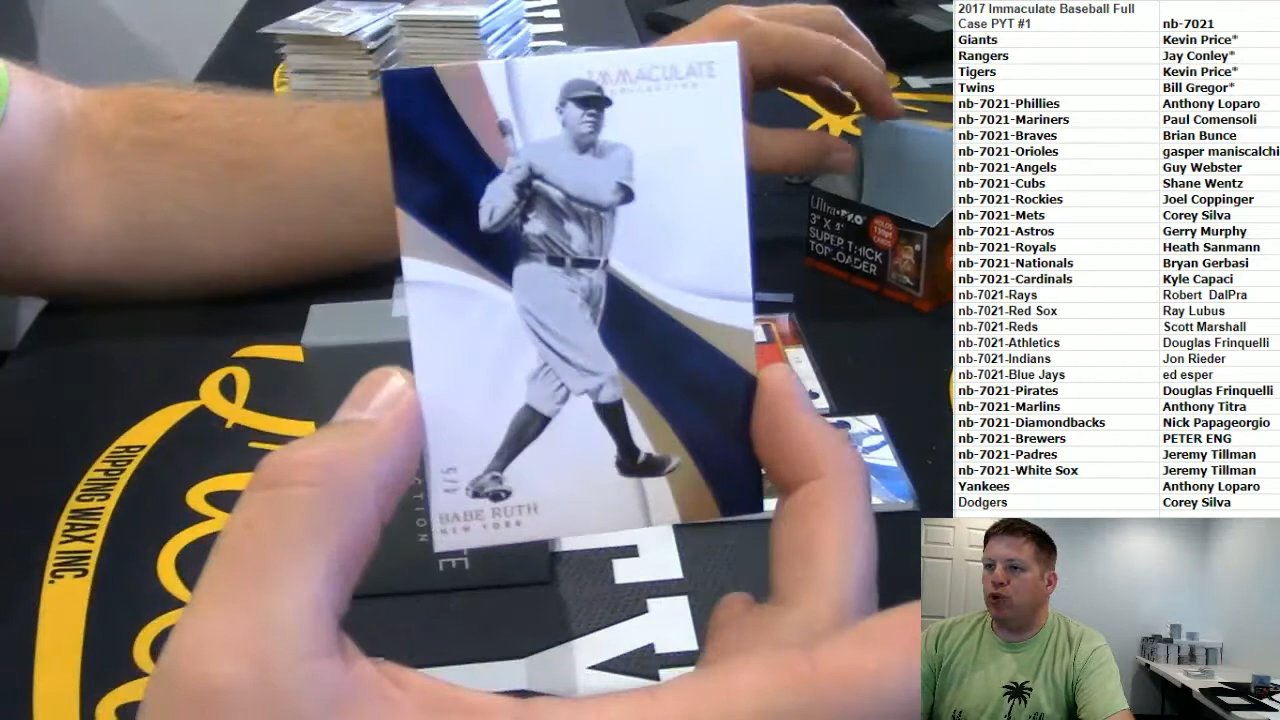 IMMACULATE
COLLECTION
4/5
BABE RUTH
NEW YORK
Ultra PRO
3" X 4"
SUPER THICK
TOPLOADER
RIPPING WAX INC.
2017 Immaculate Baseball Full
Case PYT #1 nb-7021
Giants Kevin Price*
Rangers Jay Conley*
Tigers Kevin Price*
Twins Bill Gregor*
nb-7021-Phillies Anthony Loparo
nb-7021-Mariners Paul Comensoli
nb-7021-Braves Brian Bunce
nb-7021-Orioles gasper maniscalchi
nb-7021-Angels Guy Webster
nb-7021-Cubs Shane Wentz
nb-7021-Rockies Joel Coppinger
nb-7021-Mets Corey Silva
nb-7021-Astros Gerry Murphy
nb-7021-Royals Heath Sanmann
nb-7021-Nationals Bryan Gerbasi
nb-7021-Cardinals Kyle Capaci
nb-7021-Rays Robert DalPra
nb-7021-Red Sox Ray Lubus
nb-7021-Reds Scott Marshall
nb-7021-Athletics Douglas Frinquelli
nb-7021-Indians Jon Rieder
nb-7021-Blue Jays ed esper
nb-7021-Pirates Douglas Frinquelli
nb-7021-Marlins Anthony Titra
nb-7021-Diamondbacks Nick Papageorgio
nb-7021-Brewers PETER ENG
nb-7021-Padres Jeremy Tillman
nb-7021-White Sox Jeremy Tillman
Yankees Anthony Loparo
Dodgers Corey Silva